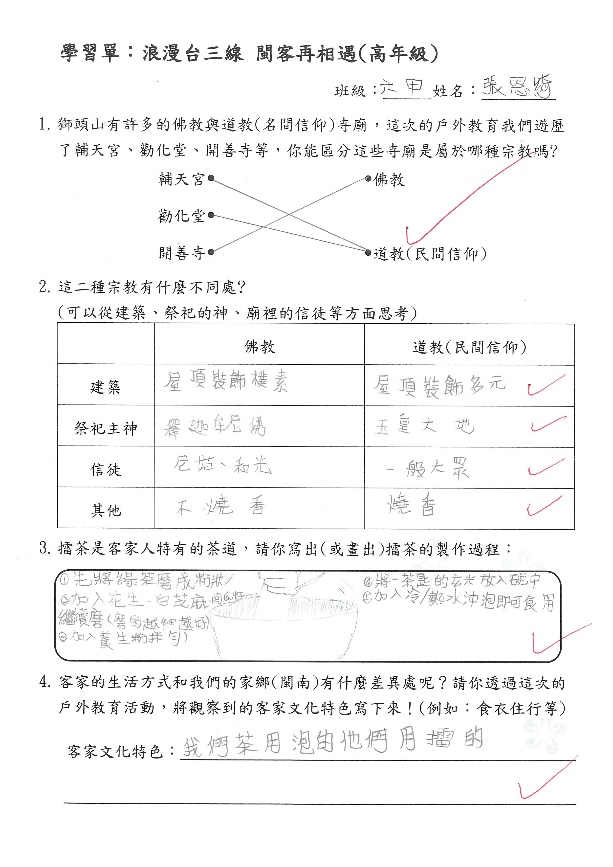 學習單：浪漫台三線 閩客再相遇(高年級)
班級：六甲 姓名：張恩綺
1. 獅頭山有許多的佛教與道教(名間信仰)寺廟，這次的戶外教育我們遊歷
了輔天宮、勸化堂、開善寺等，你能區分這些寺廟是屬於哪種宗教嗎?
輔天宮 佛教
勸化堂
開善寺 道教(民間信仰)
2. 這二種宗教有什麼不同處?
(可以從建築、祭祀的神、廟裡的信徒等方面思考)
佛教 道教(民間信仰)
建築 屋頂裝飾樸素 屋頂裝飾多元
祭祀主神 釋迦牟尼佛 玉皇大地
信徒 尼姑、和光 一般大眾
其他 不燒香 燒香
3. 擂茶是客家人特有的茶道，請你寫出(或畫出)擂茶的製作過程：
①先將綠茶磨成粉狀
加入花生、白芝麻
繼續磨(磨的越細越好)
加入養生粉拌勻)
將一茶匙的玄米放入碗中
加入冷/熱水沖泡即可食用
4. 客家的生活方式和我們的家鄉(閩南)有什麼差異處呢？請你透過這次的
戶外教育活動，將觀察到的客家文化特色寫下來！(例如：食衣住行等)
客家文化特色：我們茶用泡的他們用擂的